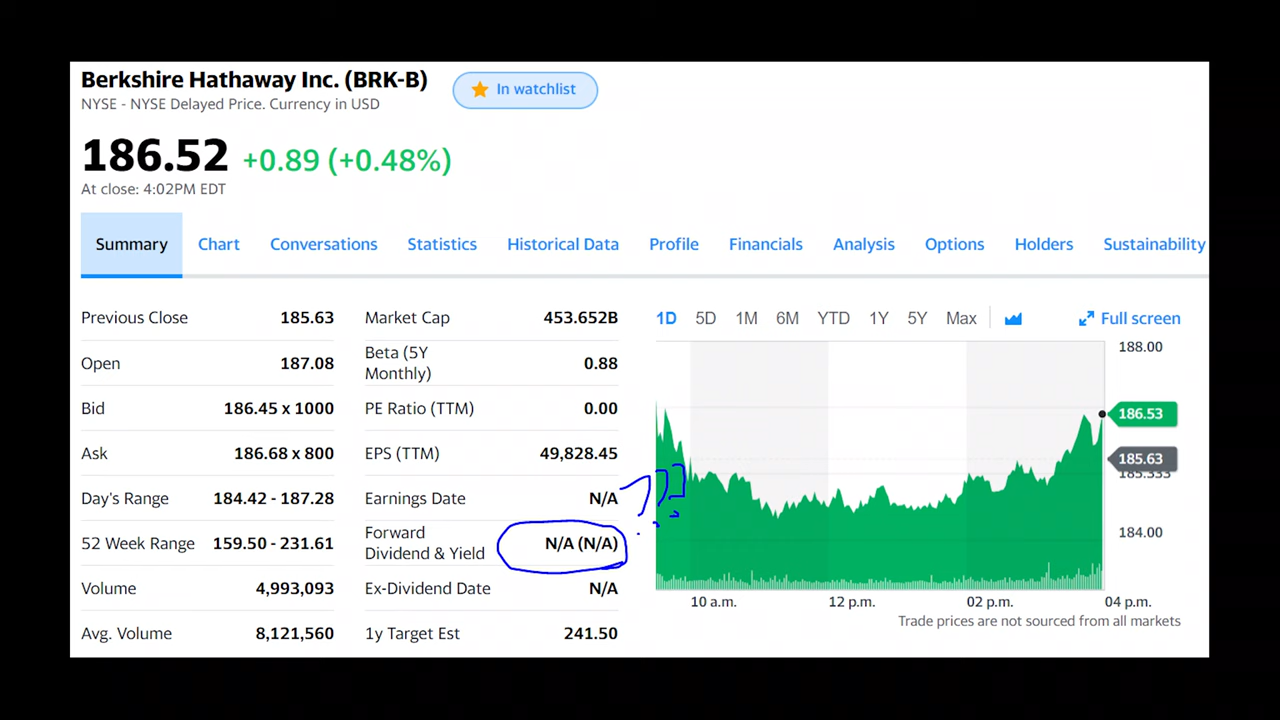 Berkshire Hathaway Inc. (BRK-B)
In watchlist
NYSE - NYSE Delayed Price. Currency in USD
186.52 +0.89 (+0.48%)
At close: 4:02PM EDT
Summary Chart Conversations Statistics Historical Data Profile Financials Analysis Options Holders Sustainability
Previous Close 185.63
Open 187.08
Bid 186.45 x 1000
Ask 186.68 x 800
Day's Range 184.42 - 187.28
52 Week Range 159.50 - 231.61
Volume 4,993,093
Avg. Volume 8,121,560
Market Cap 453.652B
Beta (5Y
Monthly) 0.88
PE Ratio (TTM) 0.00
EPS (TTM) 49,828.45
Earnings Date N/A
Forward
Dividend & Yield N/A (N/A)
Ex-Dividend Date N/A
1y Target Est 241.50
???
1D 5D 1M 6M YTD 1Y 5Y Max Full screen
188.00
186.53
185.63
185.333
184.00
10 a.m. 12 p.m. 02 p.m. 04 p.m.
Trade prices are not sourced from all markets